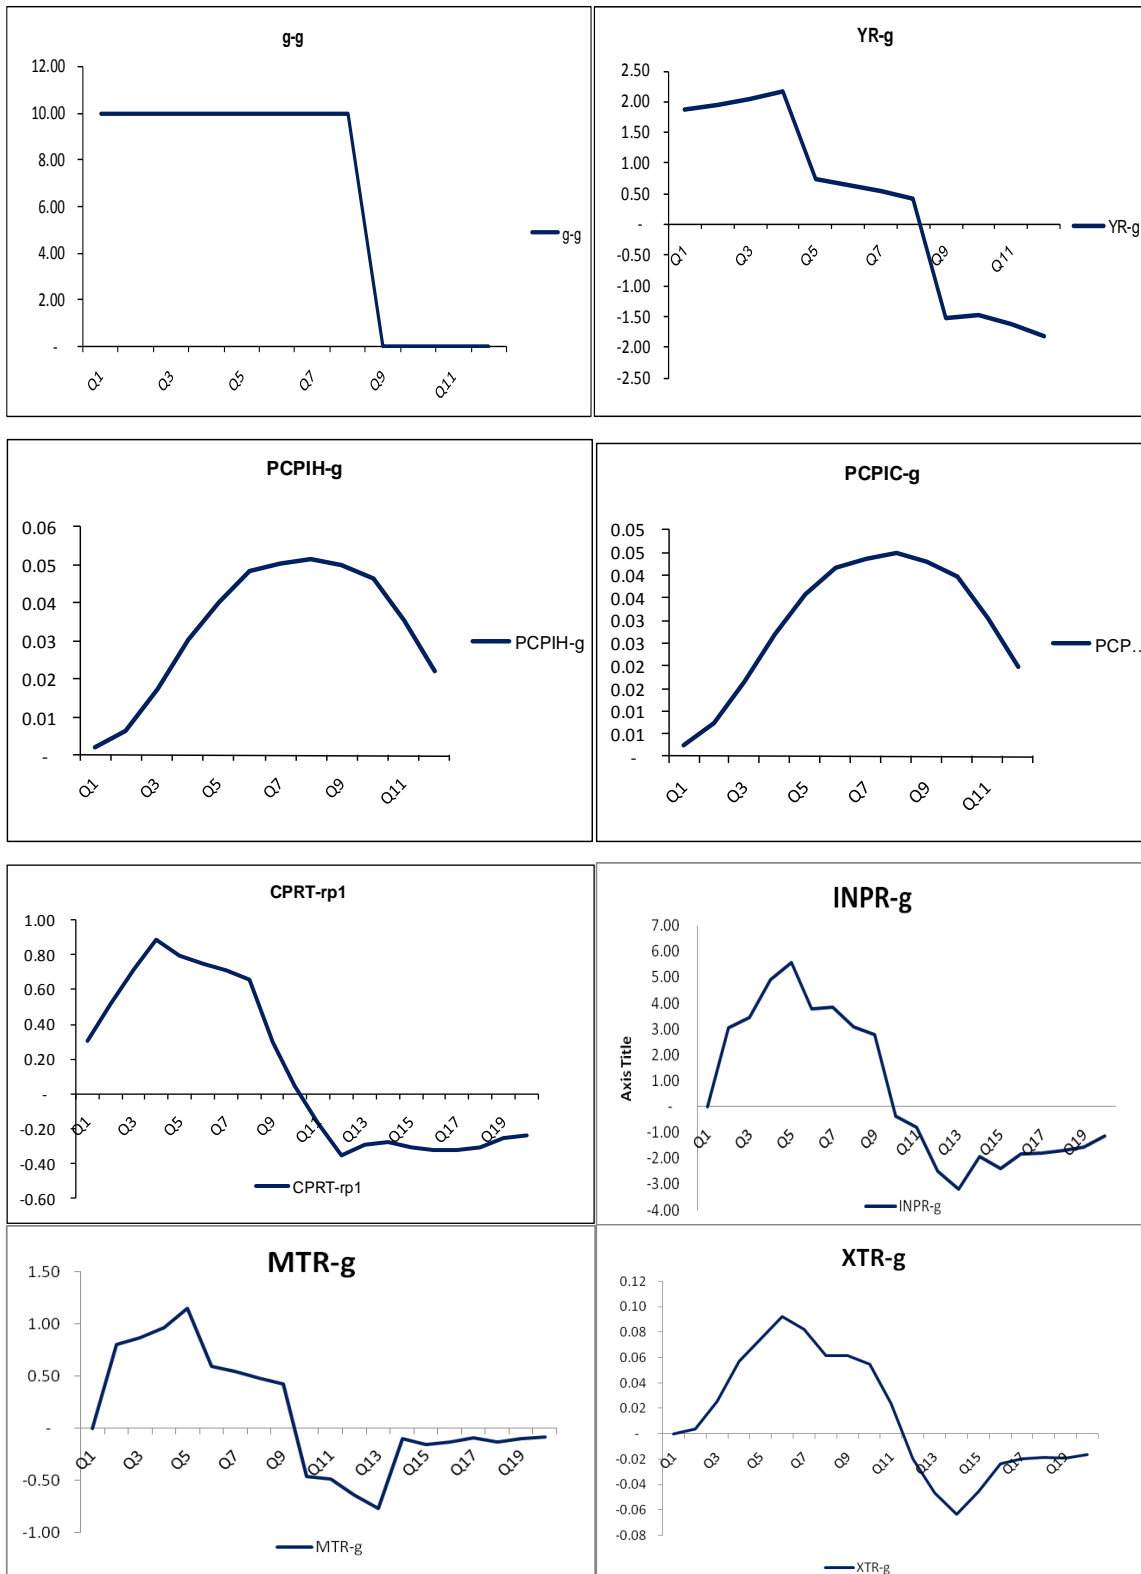 g-g
12.00
10.00
8.00
6.00
4.00
2.00
-
Q1 Q3 Q5 Q7 Q9 Q11
g-g
YR-g
2.50
2.00
1.50
1.00
0.50
-
-0.50
-1.00
-1.50
-2.00
-2.50
Q1 Q3 Q5 Q7 Q9 Q11
YR-g
PCPIH-g
0.06
0.05
0.04
0.03
0.02
0.01
-
Q1 Q3 Q5 Q7 Q9 Q11
PCPIH-g
PCPIC-g
0.05
0.05
0.04
0.04
0.03
0.03
0.02
0.02
0.01
0.01
-
Q1 Q3 Q5 Q7 Q9 Q11
PCP...
CPRT-rp1
1.00
0.80
0.60
0.40
0.20
-
-0.20
-0.40
-0.60
Q1 Q3 Q5 Q7 Q9 Q11 Q13 Q15 Q17 Q19
CPRT-rp1
INPR-g
Axis Title
7.00
6.00
5.00
4.00
3.00
2.00
1.00
-
-1.00
-2.00
-3.00
-4.00
Q1 Q3 Q5 Q7 Q9 Q11 Q13 Q15 Q17 Q19
INPR-g
MTR-g
1.50
1.00
0.50
-
-0.50
-1.00
Q1 Q3 Q5 Q7 Q9 Q11 Q13 Q15 Q17 Q19
MTR-g
XTR-g
0.12
0.10
0.08
0.06
0.04
0.02
-
-0.02
-0.04
-0.06
-0.08
Q1 Q3 Q5 Q7 Q9 Q11 Q13 Q15 Q17 Q19
XTR-g